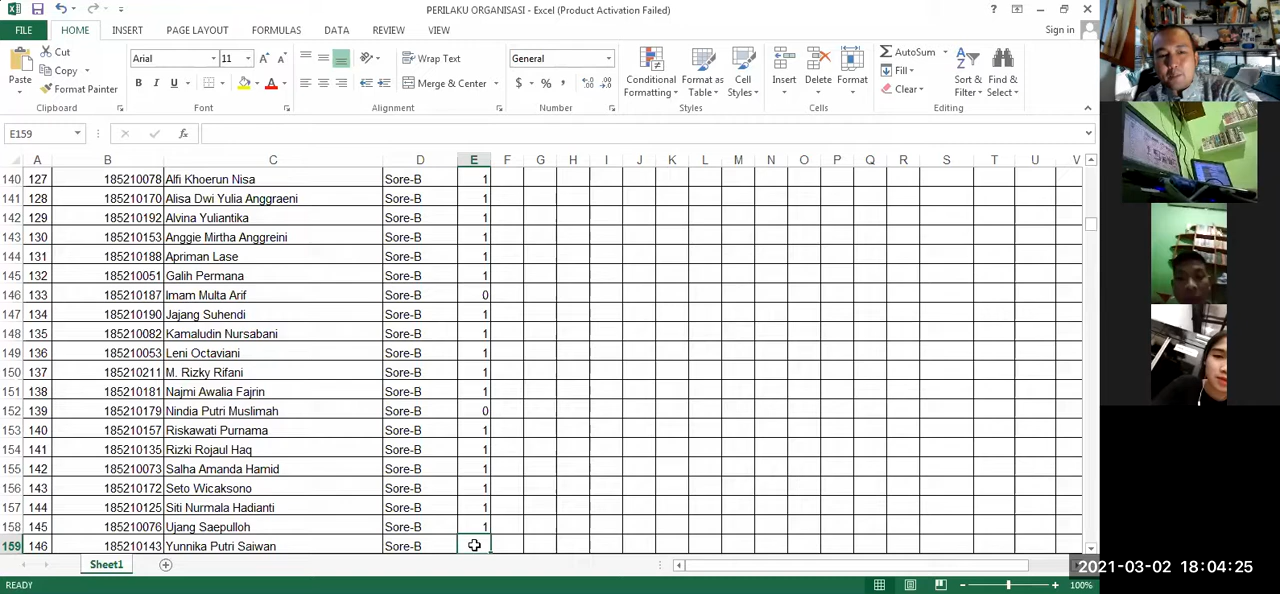 PERILAKU ORGANISASI - Excel (Product Activation Failed)
FILE HOME INSERT PAGE LAYOUT FORMULAS DATA REVIEW VIEW Sign in
Paste Cut Copy Format Painter Clipboard
Arial 11 B I U A Font
Wrap Text Merge & Center Alignment
General $ % , Number
Conditional Formatting Format as Table Cell Styles Styles
Insert Delete Format Cells
AutoSum Fill Clear Sort & Filter Find & Select Editing
E159 fx
A B C D E F G H I J K L M N O P Q R S T U V
140 127 185210078 Alfi Khoerun Nisa Sore-B 1
141 128 185210170 Alisa Dwi Yulia Anggraeni Sore-B 1
142 129 185210192 Alvina Yuliantika Sore-B 1
143 130 185210153 Anggie Mirtha Anggreini Sore-B 1
144 131 185210188 Apriman Lase Sore-B 1
145 132 185210051 Galih Permana Sore-B 1
146 133 185210187 Imam Multa Arif Sore-B 0
147 134 185210190 Jajang Suhendi Sore-B 1
148 135 185210082 Kamaludin Nursabani Sore-B 1
149 136 185210053 Leni Octaviani Sore-B 1
150 137 185210211 M. Rizky Rifani Sore-B 1
151 138 185210181 Najmi Awalia Fajrin Sore-B 1
152 139 185210179 Nindia Putri Muslimah Sore-B 0
153 140 185210157 Riskawati Purnama Sore-B 1
154 141 185210135 Rizki Rojaul Haq Sore-B 1
155 142 185210073 Salha Amanda Hamid Sore-B 1
156 143 185210172 Seto Wicaksono Sore-B 1
157 144 185210125 Siti Nurmala Hadianti Sore-B 1
158 145 185210076 Ujang Saepulloh Sore-B 1
159 146 185210143 Yunnika Putri Saiwan Sore-B
Sheet1
2021-03-02 18:04:25
READY 100%